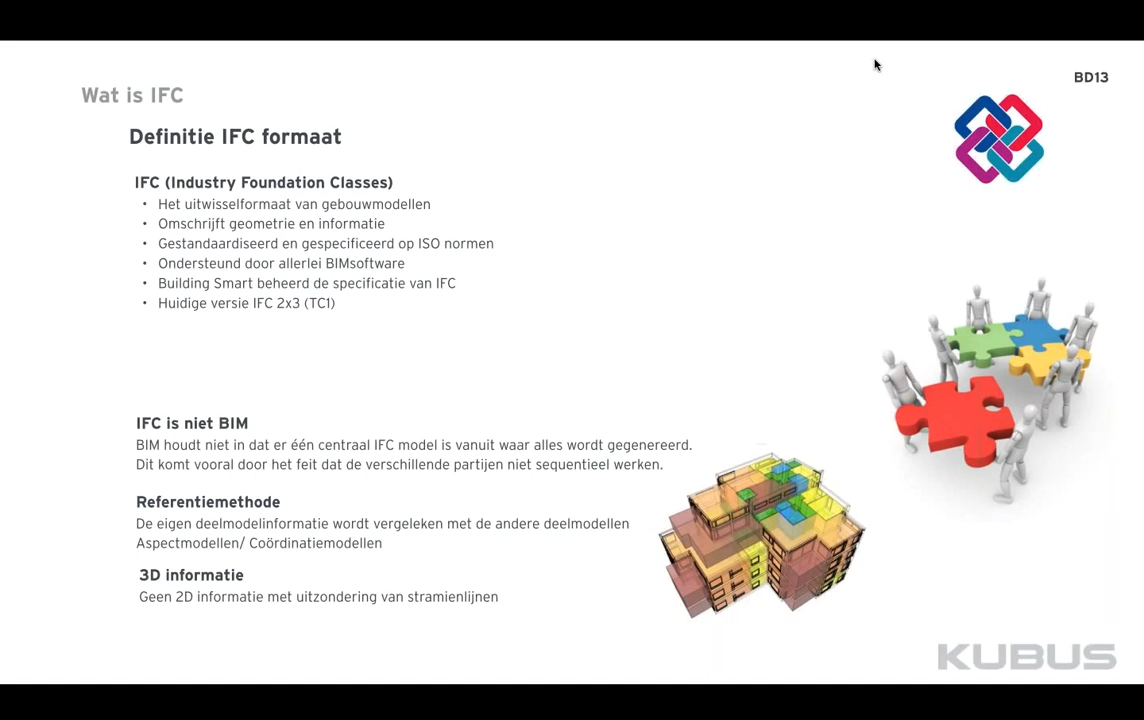 BD13
Wat is IFC
Definitie IFC formaat
IFC (Industry Foundation Classes)
• Het uitwisselformaat van gebouwmodellen
• Omschrijft geometrie en informatie
• Gestandaardiseerd en gespecificeerd op ISO normen
• Ondersteund door allerlei BIMsoftware
• Building Smart beheerd de specificatie van IFC
• Huidige versie IFC 2x3 (TC1)
IFC is niet BIM
BIM houdt niet in dat er één centraal IFC model is vanuit waar alles wordt gegenereerd.
Dit komt vooral door het feit dat de verschillende partijen niet sequentieel werken.
Referentiemethode
De eigen deelmodelinformatie wordt vergeleken met de andere deelmodellen
Aspectmodellen/ Coördinatiemodellen
3D informatie
Geen 2D informatie met uitzondering van stramienlijnen
KUBUS